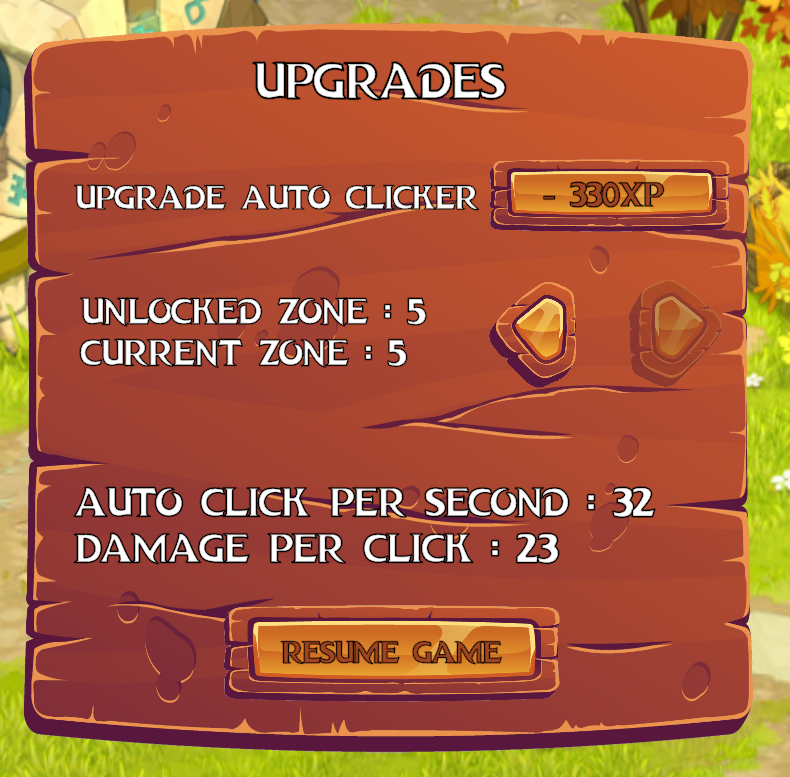 UPGRADES
UPGRADE AUTO CLICKER - 330XP
UNLOCKED ZONE : 5
CURRENT ZONE : 5
AUTO CLICK PER SECOND : 32
DAMAGE PER CLICK : 23
RESUME GAME